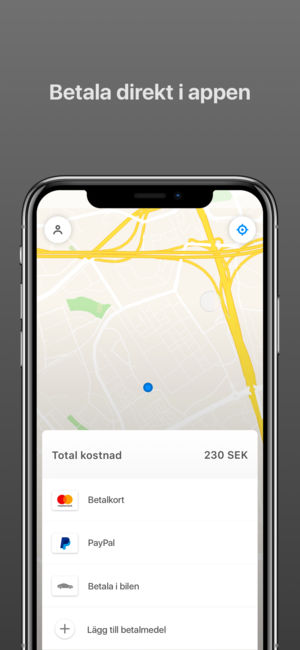 Betala direkt i appen
Total kostnad 230 SEK
Betalkort
PayPal
Betala i bilen
Lägg till betalmedel